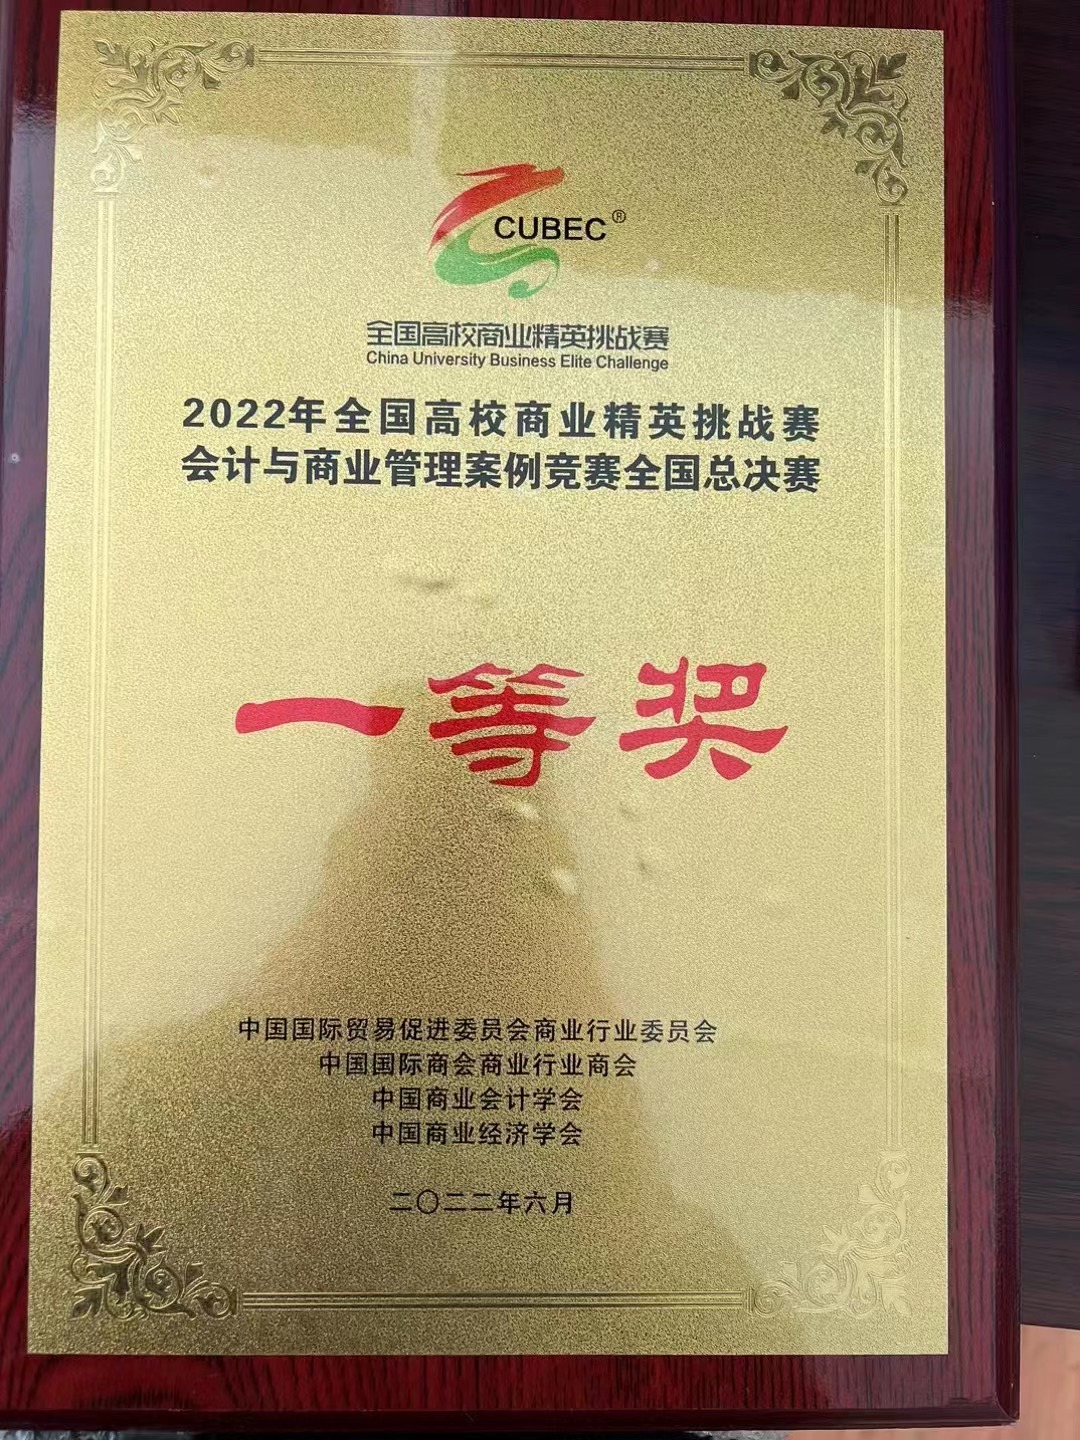 CUBEC®
全国高校商业精英挑战赛
China University Business Elite Challenge
2022年全国高校商业精英挑战赛
会计与商业管理案例竞赛全国总决赛
一等奖
中国国际贸易促进委员会商业行业委员会
中国国际商会商业行业商会
中国商业会计学会
中国商业经济学会
二〇二二年六月